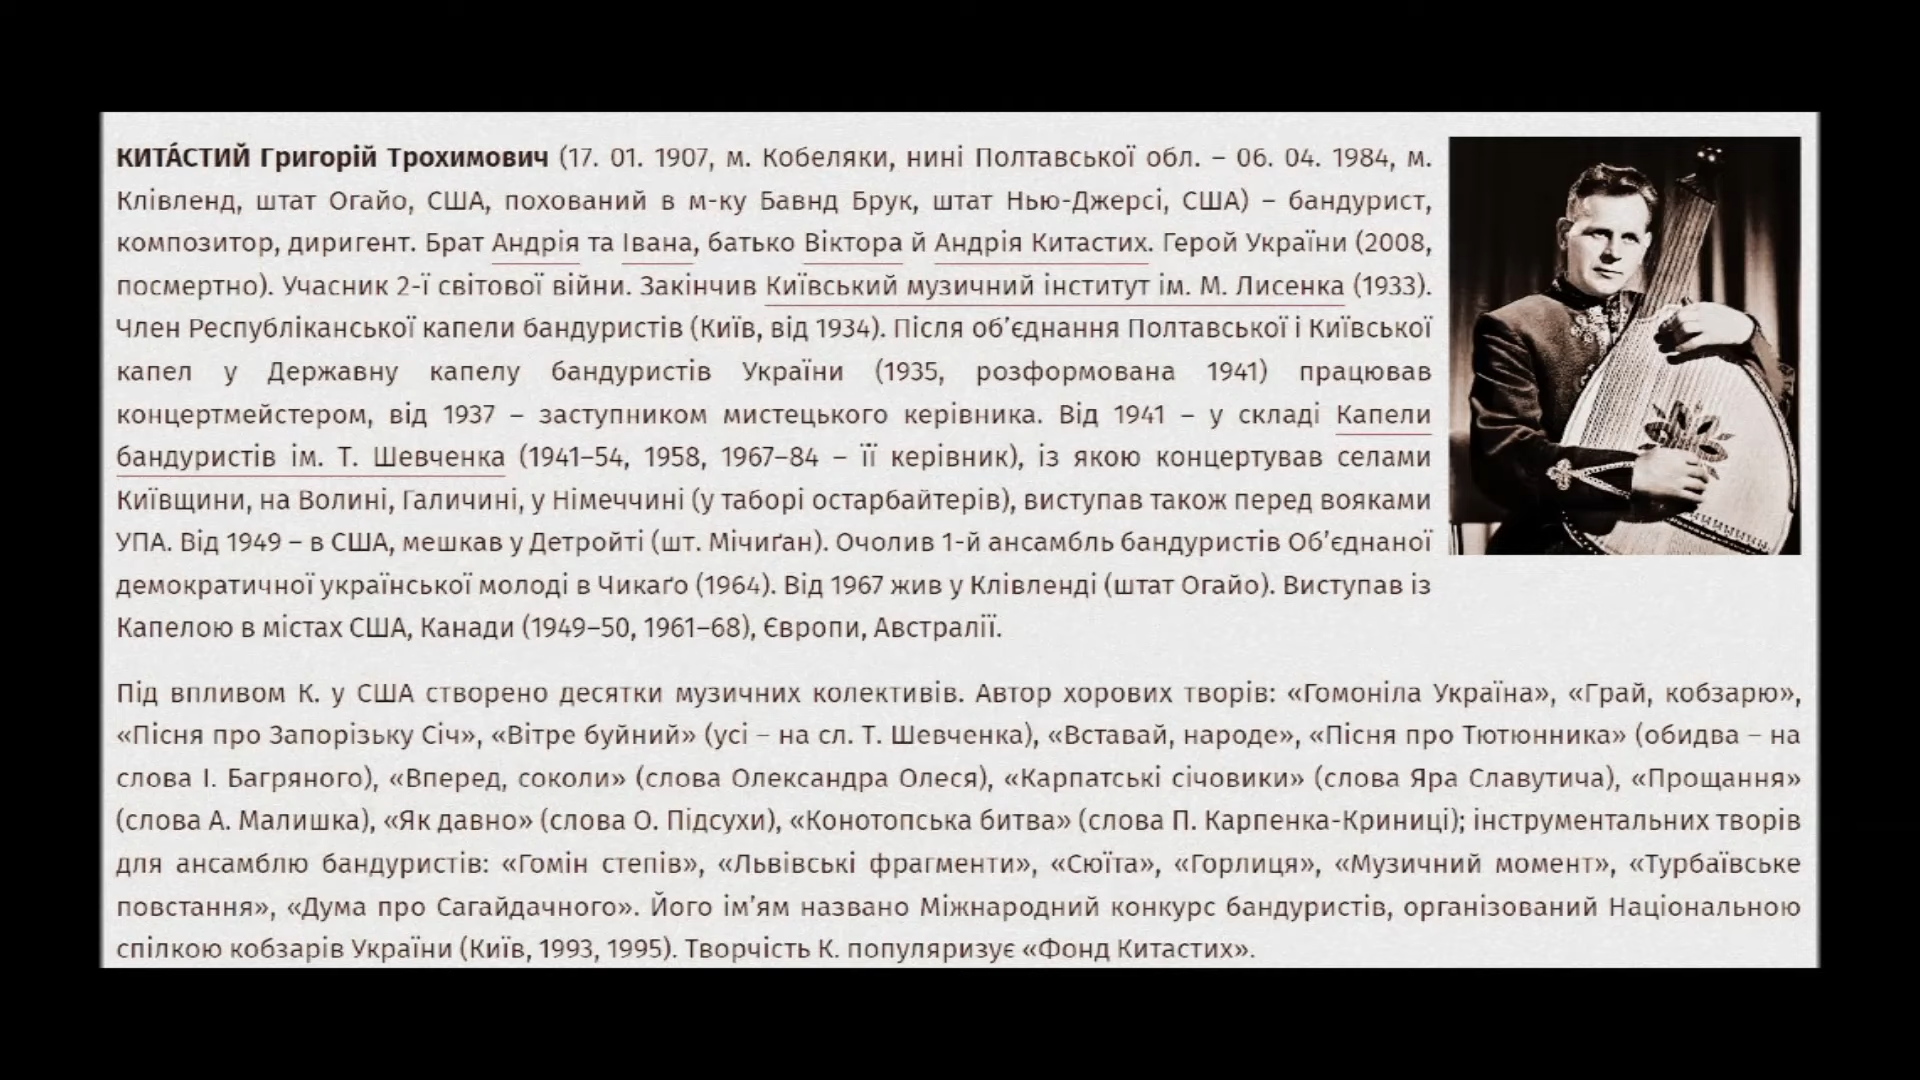 КИТА́СТИЙ Григорій Трохимович (17. 01. 1907, м. Кобеляки, нині Полтавської обл. – 06. 04. 1984, м.
Клівленд, штат Огайо, США, похований в м-ку Бавнд Брук, штат Нью-Джерсі, США) – бандурист,
композитор, диригент. Брат Андрія та Івана, батько Віктора й Андрія Китастих. Герой України (2008,
посмертно). Учасник 2-ї світової війни. Закінчив Київський музичний інститут ім. М. Лисенка (1933).
Член Республіканської капели бандуристів (Київ, від 1934). Після об’єднання Полтавської і Київської
капел у Державну капелу бандуристів України (1935, розформована 1941) працював
концертмейстером, від 1937 – заступником мистецького керівника. Від 1941 – у складі Капели
бандуристів ім. Т. Шевченка (1941–54, 1958, 1967–84 – її керівник), із якою концертував селами
Київщини, на Волині, Галичині, у Німеччині (у таборі остарбайтерів), виступав також перед вояками
УПА. Від 1949 – в США, мешкав у Детройті (шт. Мічиґан). Очолив 1-й ансамбль бандуристів Об’єднаної
демократичної української молоді в Чикаґо (1964). Від 1967 жив у Клівленді (штат Огайо). Виступав із
Капелою в містах США, Канади (1949–50, 1961–68), Європи, Австралії.
Під впливом К. у США створено десятки музичних колективів. Автор хорових творів: «Гомоніла Україна», «Грай, кобзарю»,
«Пісня про Запорізьку Січ», «Вітре буйний» (усі – на сл. Т. Шевченка), «Вставай, народе», «Пісня про Тютюнника» (обидва – на
слова І. Багряного), «Вперед, соколи» (слова Олександра Олеся), «Карпатські січовики» (слова Яра Славутича), «Прощання»
(слова А. Малишка), «Як давно» (слова О. Підсухи), «Конотопська битва» (слова П. Карпенка-Криниці); інструментальних творів
для ансамблю бандуристів: «Гомін степів», «Львівські фрагменти», «Сюїта», «Горлиця», «Музичний момент», «Турбаївське
повстання», «Дума про Сагайдачного». Його ім’ям названо Міжнародний конкурс бандуристів, організований Національною
спілкою кобзарів України (Київ, 1993, 1995). Творчість К. популяризує «Фонд Китастих».